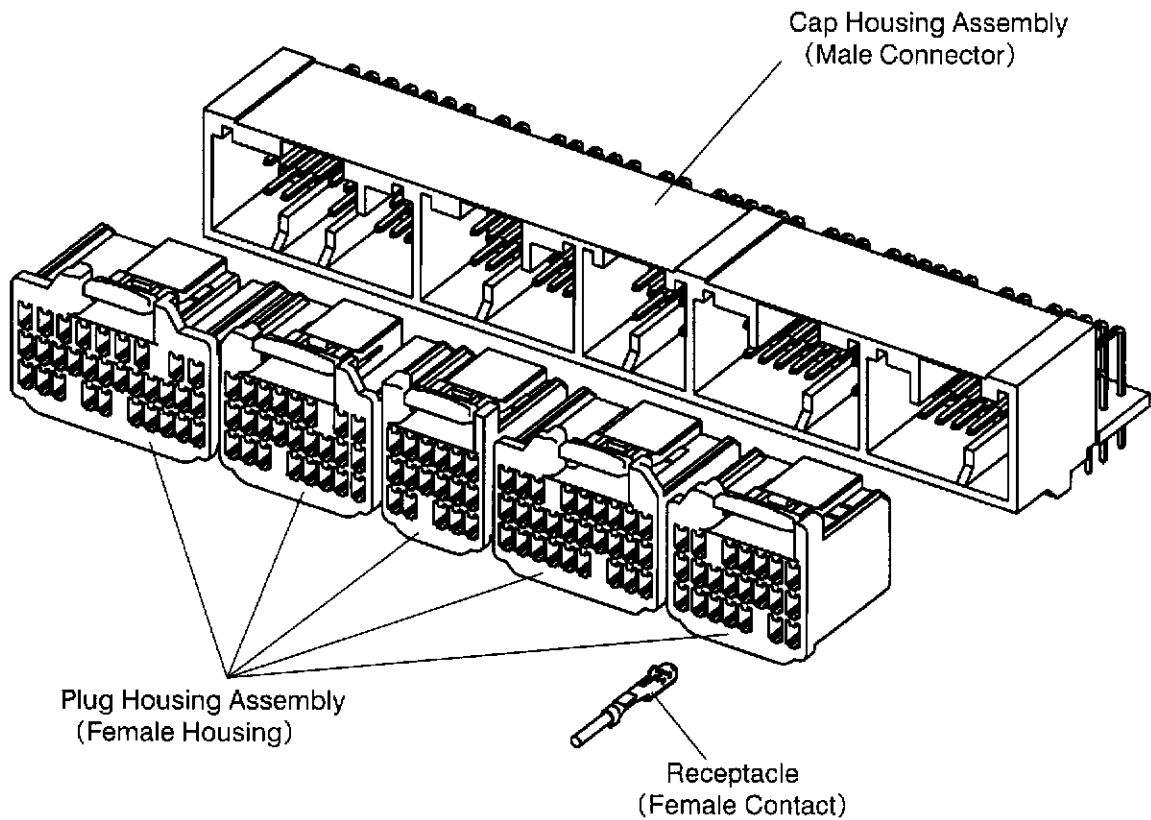 Cap Housing Assembly
(Male Connector)
Plug Housing Assembly
(Female Housing)
Receptacle
(Female Contact)